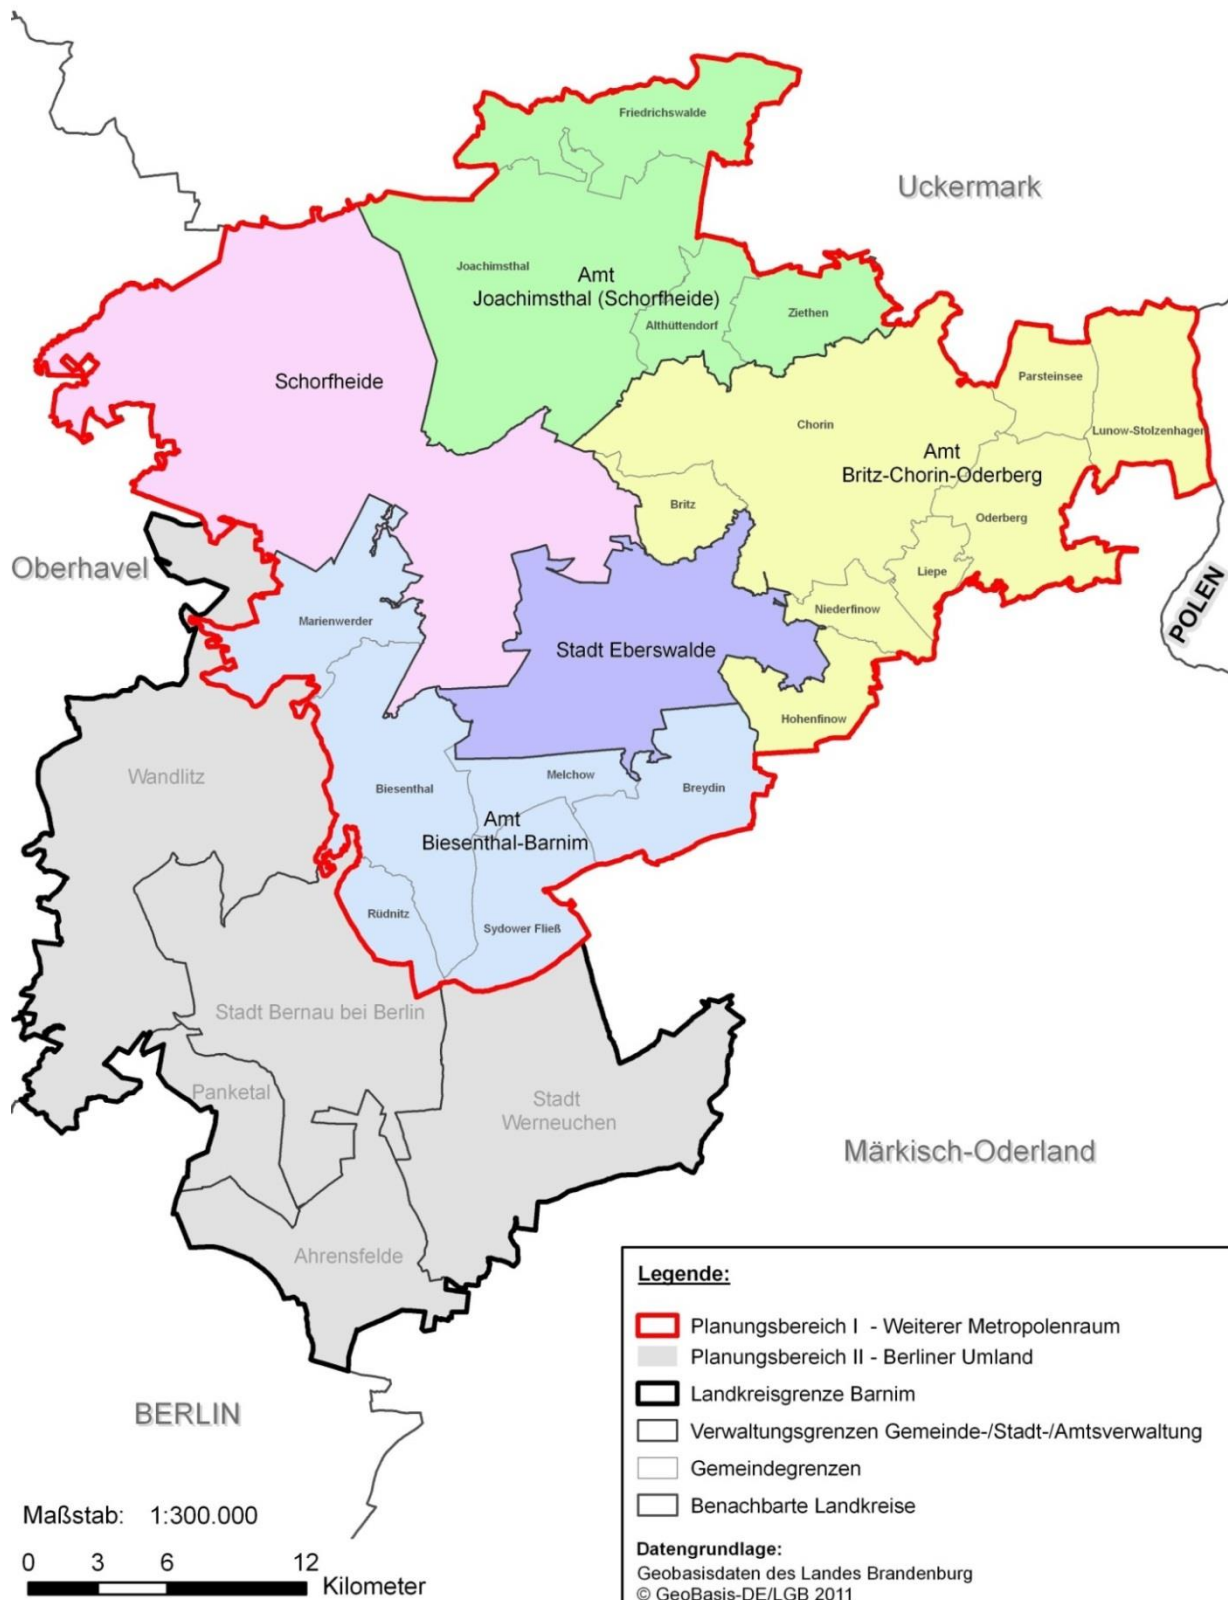 Friedrichswalde
Uckermark
Joachimsthal
Amt
Joachimsthal (Schorfheide)
Ziethen
Althüttendorf
Schorfheide
Parsteinsee
Chorin
Lunow-Stolzenhagen
Amt
Britz-Chorin-Oderberg
Britz
Oderberg
Oberhavel
Liepe
POLEN
Marienwerder
Niederfinow
Stadt Eberswalde
Hohenfinow
Wandlitz
Melchow
Biesenthal
Breydin
Amt
Biesenthal-Barnim
Rüdnitz
Sydower Fließ
Stadt Bernau bei Berlin
Panketal
Stadt
Werneuchen
Märkisch-Oderland
Ahrensfelde
BERLIN
Legende:
Planungsbereich I - Weiterer Metropolenraum
Planungsbereich II - Berliner Umland
Landkreisgrenze Barnim
Verwaltungsgrenzen Gemeinde-/Stadt-/Amtsverwaltung
Gemeindegrenzen
Benachbarte Landkreise
Datengrundlage:
Geobasisdaten des Landes Brandenburg
© GeoBasis-DE/LGB 2011
Maßstab: 1:300.000
0 3 6 12
Kilometer